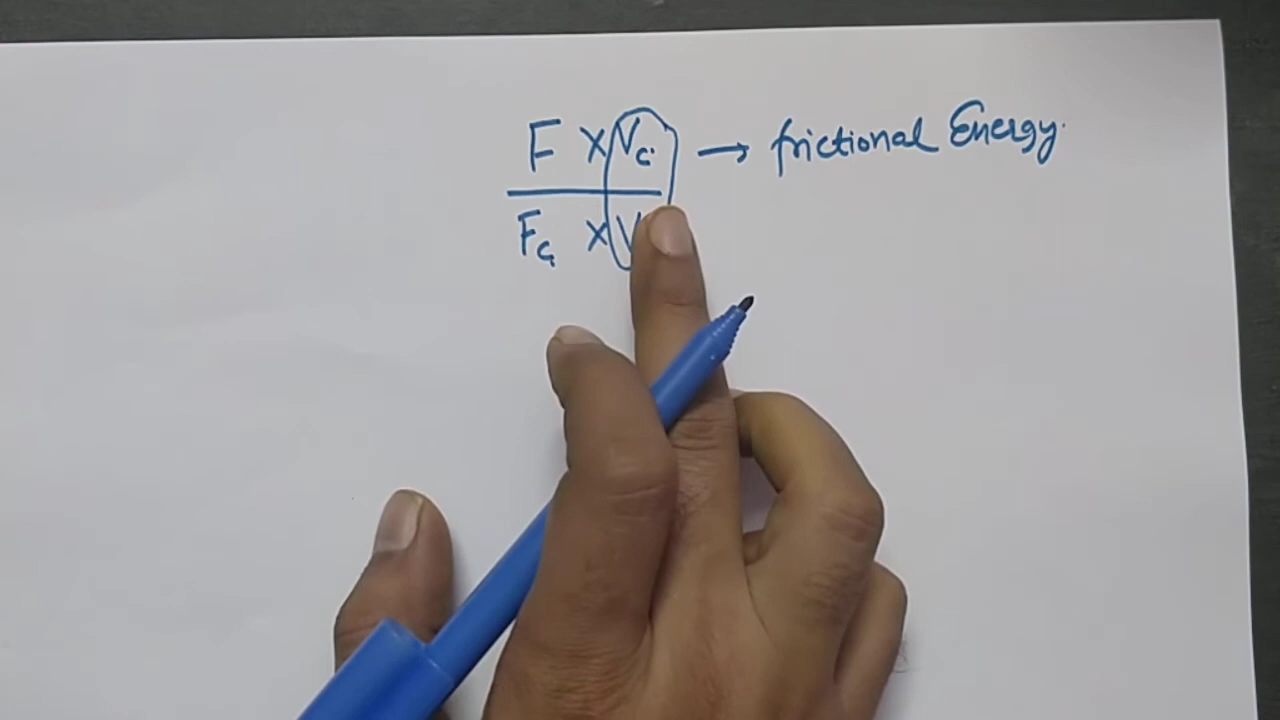 F × Vc → frictional Energy.
Fc × V